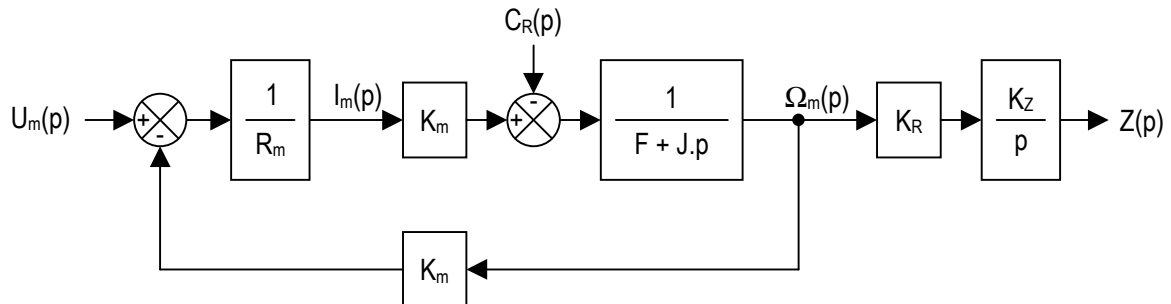 C_R(p)
U_m(p)
+
-
1
R_m
I_m(p)
K_m
+
-
1
F + J.p
Ω_m(p)
K_R
K_Z
p
Z(p)
K_m